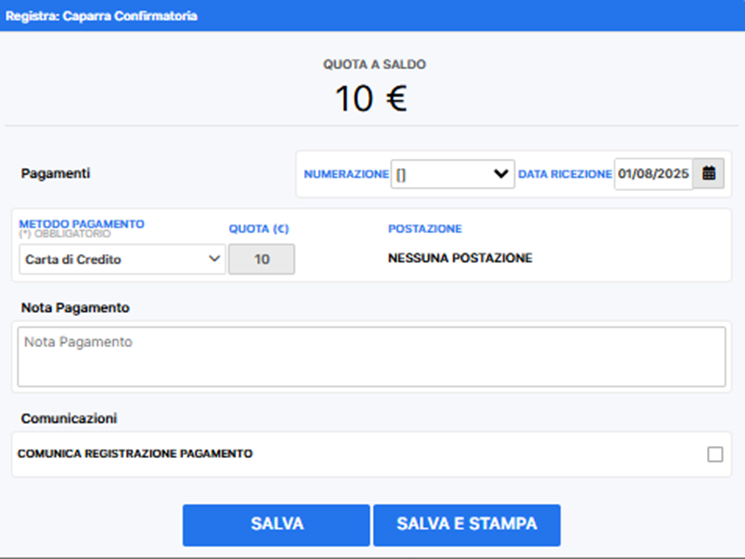 Registra: Caparra Confirmatoria
QUOTA A SALDO
10 €
Pagamenti
NUMERAZIONE [] DATA RICEZIONE 01/08/2025
METODO PAGAMENTO QUOTA (€) POSTAZIONE
(*) OBBLIGATORIO
Carta di Credito 10 NESSUNA POSTAZIONE
Nota Pagamento
Nota Pagamento
Comunicazioni
COMUNICA REGISTRAZIONE PAGAMENTO
SALVA SALVA E STAMPA